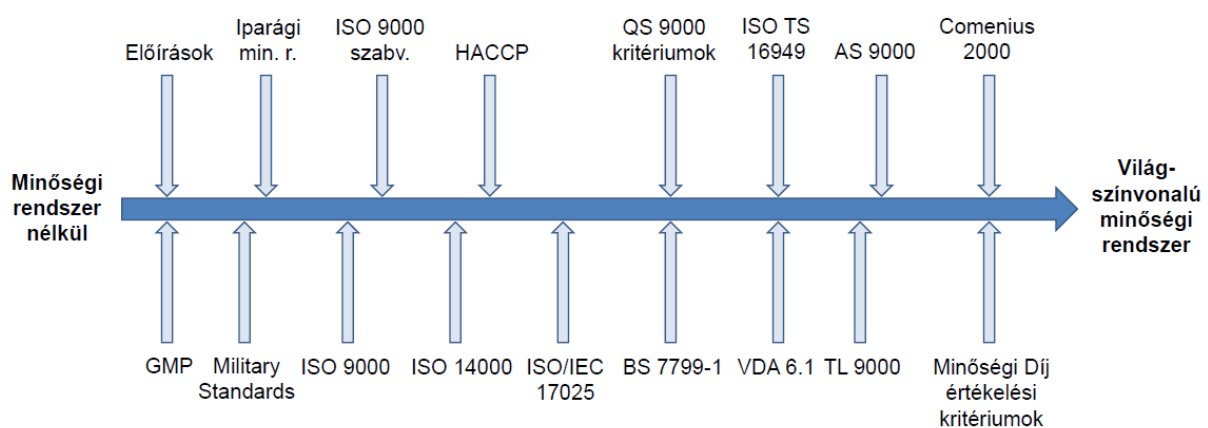 Előírások
Iparági
min. r.
ISO 9000
szabv.
HACCP
QS 9000
kritériumok
ISO TS
16949
AS 9000
Comenius
2000
Minőségi
rendszer
nélkül
Világ-
színvonalú
minőségi
rendszer
GMP
Military
Standards
ISO 9000
ISO 14000
ISO/IEC
17025
BS 7799-1
VDA 6.1
TL 9000
Minőségi Díj
értékelési
kritériumok